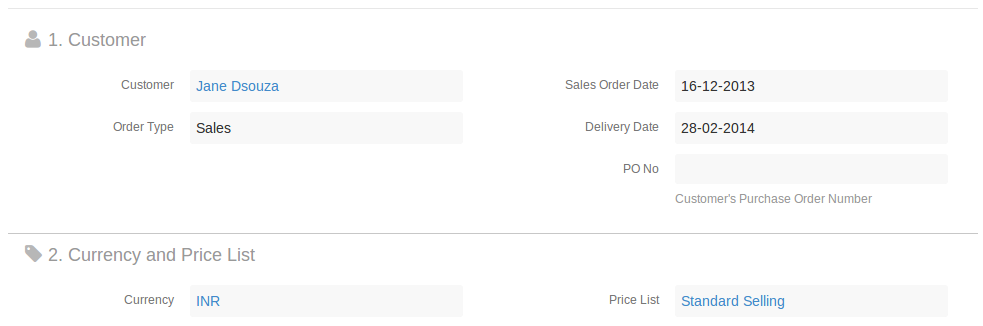 1. Customer
Customer Jane Dsouza
Sales Order Date 16-12-2013
Order Type Sales
Delivery Date 28-02-2014
PO No
Customer's Purchase Order Number
2. Currency and Price List
Currency INR
Price List Standard Selling